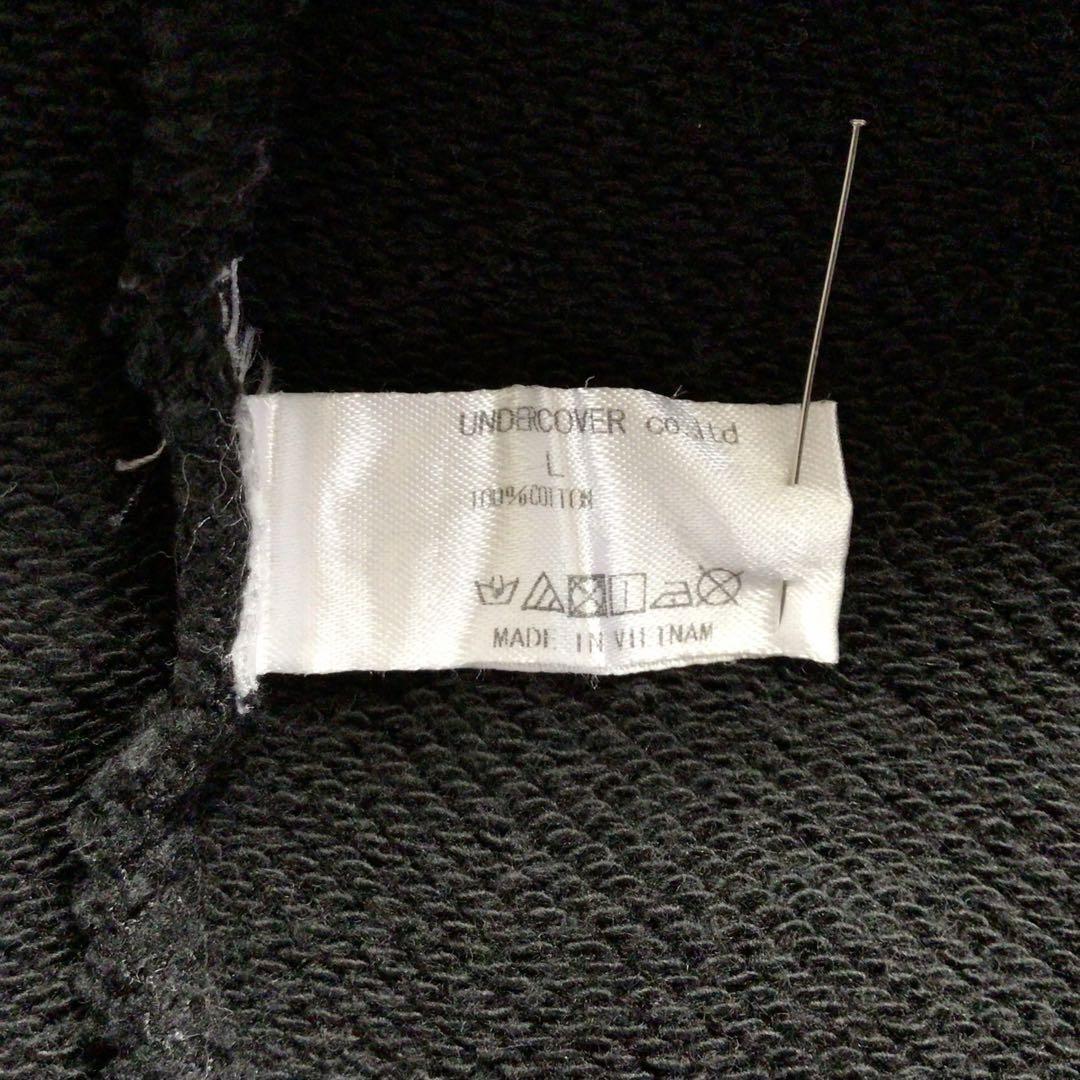 UNDERCOVER co.,Ltd
L
100%COTTON
MADE IN VIETNAM